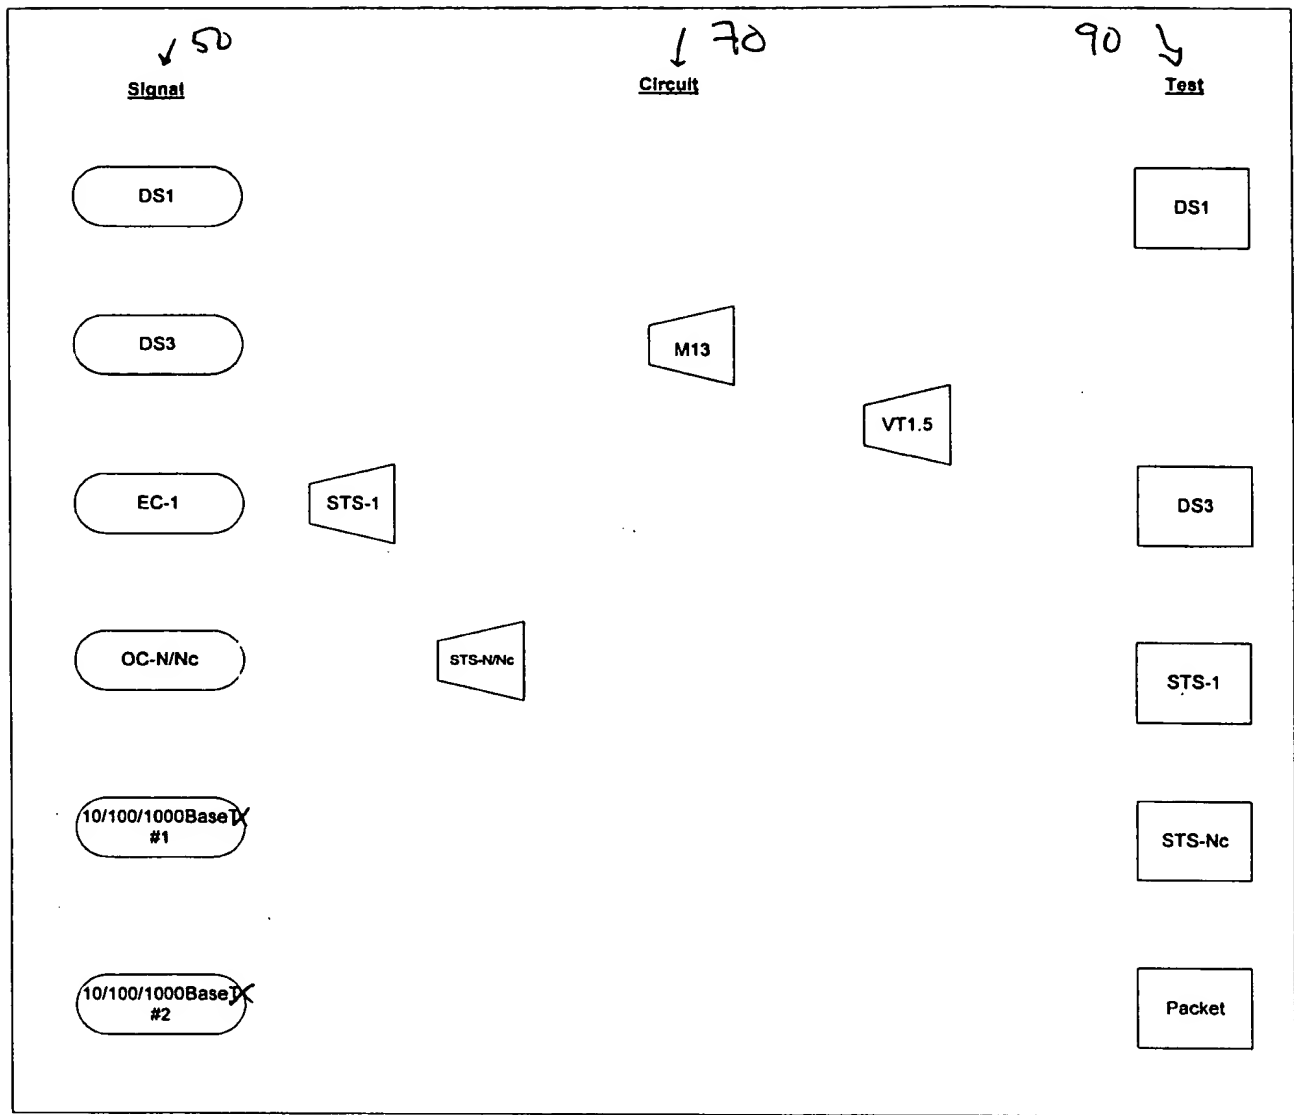 50
70
90
Signal
Circuit
Test
DS1
DS1
DS3
M13
VT1.5
EC-1
STS-1
DS3
OC-N/Nc
STS-N/Nc
STS-1
10/100/1000BaseTX
#1
STS-Nc
10/100/1000BaseTX
#2
Packet